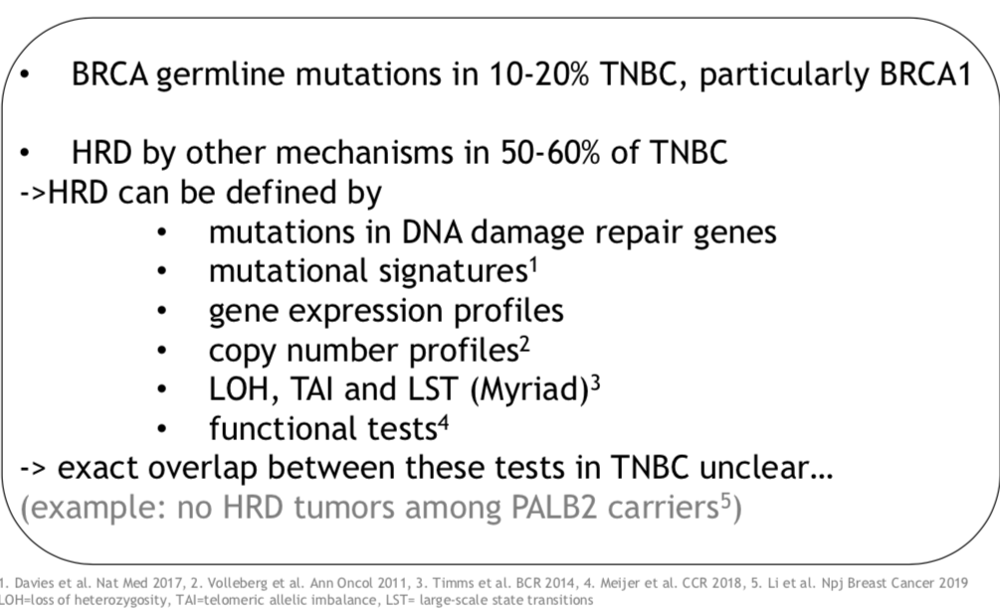 • BRCA germline mutations in 10-20% TNBC, particularly BRCA1
• HRD by other mechanisms in 50-60% of TNBC
->HRD can be defined by
• mutations in DNA damage repair genes
• mutational signatures¹
• gene expression profiles
• copy number profiles²
• LOH, TAI and LST (Myriad)³
• functional tests⁴
-> exact overlap between these tests in TNBC unclear…
(example: no HRD tumors among PALB2 carriers⁵)
1. Davies et al. Nat Med 2017, 2. Volleberg et al. Ann Oncol 2011, 3. Timms et al. BCR 2014, 4. Meijer et al. CCR 2018, 5. Li et al. Npj Breast Cancer 2019
LOH=loss of heterozygosity, TAI=telomeric allelic imbalance, LST= large-scale state transitions